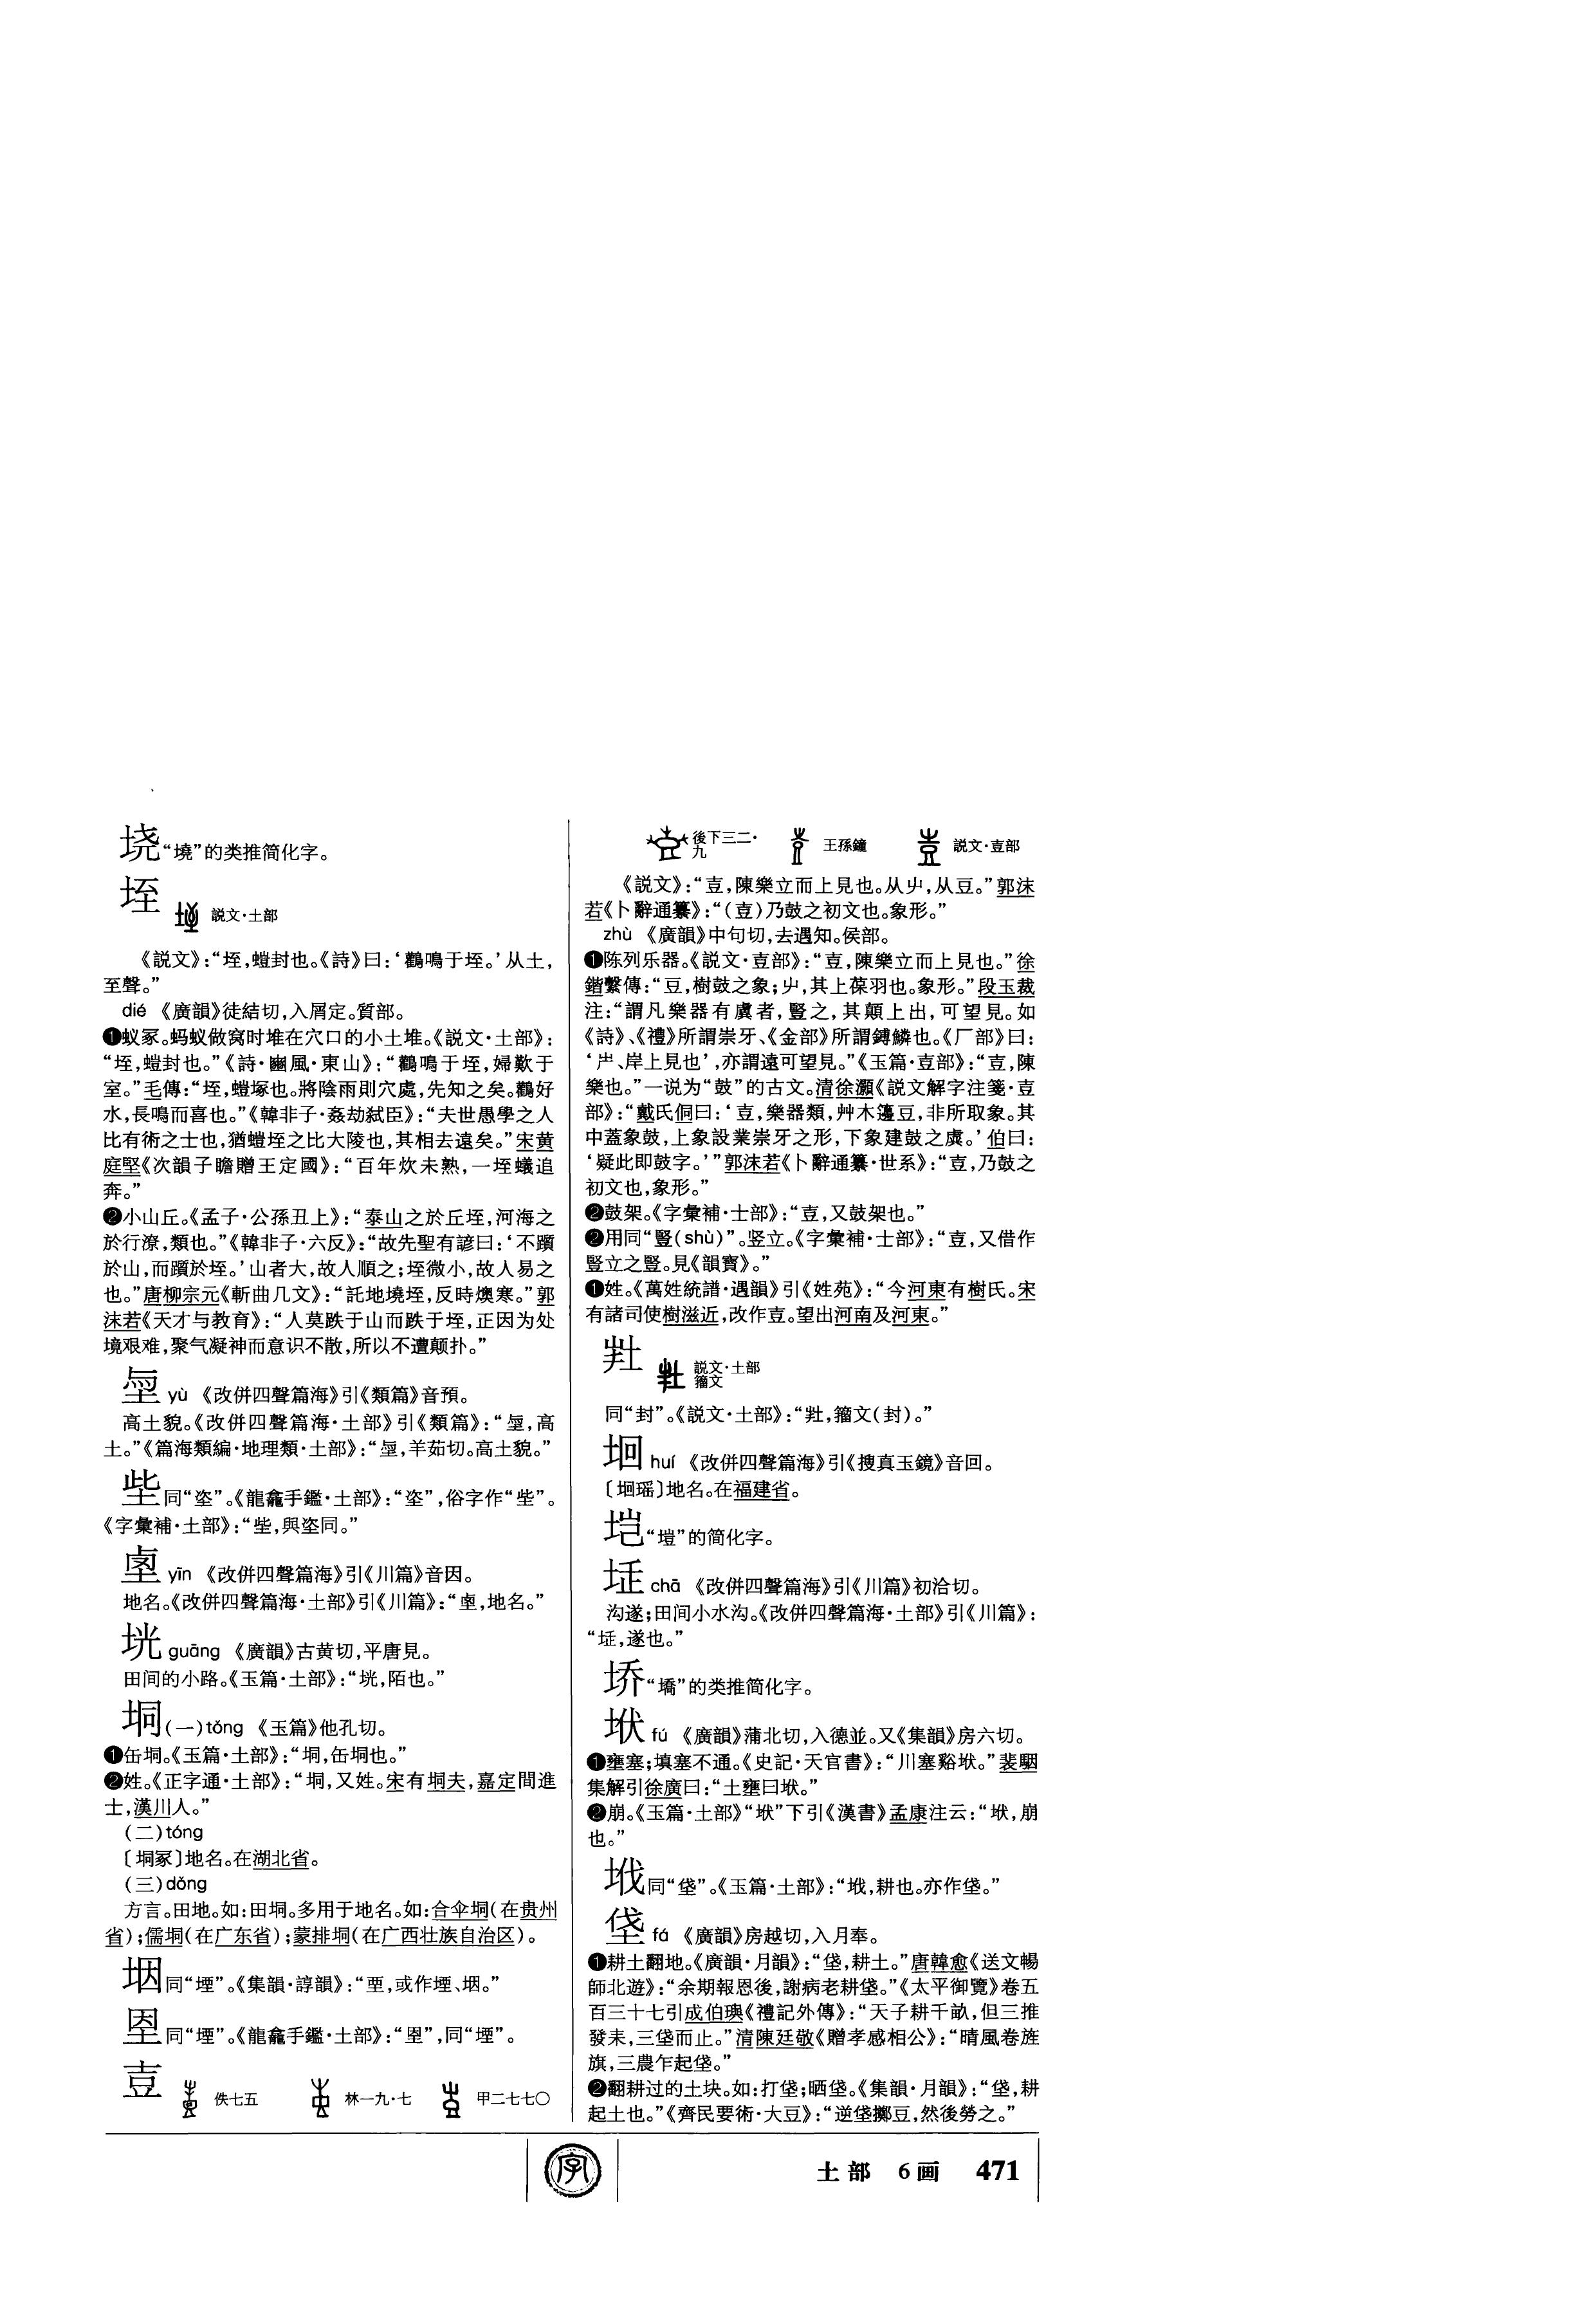 垗“墝”的类推简化字。
垤 説文·土部
《説文》：“垤，螘封也。《詩》曰：‘鸛鳴于垤。’从土，
至聲。”
dié 《廣韻》徒結切，入屑定。質部。
❶蚁冢。蚂蚁做窝时堆在穴口的小土堆。《説文·土部》：
“垤，螘封也。”《詩·豳風·東山》：“鸛鳴于垤，婦歎于
室。”毛傳：“垤，螘塚也。將陰雨則穴處，先知之矣。鸛好
水，長鳴而喜也。”《韓非子·姦劫弑臣》：“夫世愚學之人
比有術之士也，猶螘垤之比大陵也，其相去遠矣。”宋黄
庭堅《次韻子瞻贈王定國》：“百年炊未熟，一垤蟻追
奔。”
❷小山丘。《孟子·公孫丑上》：“泰山之於丘垤，河海之
於行潦，類也。”《韓非子·六反》：“故先聖有諺曰：‘不躓
於山，而躓於垤。’山者大，故人順之；垤微小，故人易之
也。”唐柳宗元《斬曲几文》：“託地墝垤，反時燠寒。”郭
沫若《天才与教育》：“人莫跌于山而跌于垤，正因为处
境艰难，聚气凝神而意识不散，所以不遭颠扑。”
yù 《改併四聲篇海》引《類篇》音預。
高土貌。《改併四聲篇海·土部》引《類篇》：“，高
土。”《篇海類編·地理類·土部》：“，羊茹切。高土貌。”
㘹同“垐”。《龍龕手鑑·土部》：“垐”，俗字作“㘹”。
《字彙補·土部》：“㘹，與垐同。”
yīn 《改併四聲篇海》引《川篇》音因。
地名。《改併四聲篇海·土部》引《川篇》：“，地名。”
垙 guāng 《廣韻》古黄切，平唐見。
田间的小路。《玉篇·土部》：“垙，陌也。”
垌(一)tǒng 《玉篇》他孔切。
❶缶垌。《玉篇·土部》：“垌，缶垌也。”
❷姓。《正字通·土部》：“垌，又姓。宋有垌夫，嘉定間進
士，漢川人。”
(二)tóng
〔垌冢〕地名。在湖北省。
(三)dǒng
方言。田地。如：田垌。多用于地名。如：合伞垌(在贵州
省)；儒垌(在广东省)；蒙排垌(在广西壮族自治区)。
垇同“堙”。《集韻·諄韻》：“垔，或作堙、垇。”
垔同“堙”。《龍龕手鑑·土部》：“”，同“堙”。
壴 佚七五 林一九·七 甲二七七〇
後下三二·
九 王孫鐘 説文·壴部
《説文》：“壴，陳樂立而上見也。从屮，从豆。”郭沫
若《卜辭通纂》：“(壴)乃鼓之初文也。象形。”
zhù 《廣韻》中句切，去遇知。侯部。
❶陈列乐器。《説文·壴部》：“壴，陳樂立而上見也。”徐
鍇繫傳：“豆，樹鼓之象；屮，其上葆羽也。象形。”段玉裁
注：“謂凡樂器有虡者，豎之，其顛上出，可望見。如
《詩》、《禮》所謂崇牙、《金部》所謂鎛鱗也。《厂部》曰：
‘屵、岸上見也’，亦謂遠可望見。”《玉篇·壴部》：“壴，陳
樂也。”一说为“鼓”的古文。清徐灝《説文解字注箋·壴
部》：“戴氏侗曰：‘壴，樂器類，艸木籩豆，非所取象。其
中蓋象鼓，上象設業崇牙之形，下象建鼓之虡。’伯曰：
‘疑此即鼓字。’”郭沫若《卜辭通纂·世系》：“壴，乃鼓之
初文也，象形。”
❷鼓架。《字彙補·士部》：“壴，又鼓架也。”
❷用同“豎(shù)”。竖立。《字彙補·士部》：“壴，又借作
豎立之豎。見《韻寶》。”
❶姓。《萬姓統譜·遇韻》引《姓苑》：“今河東有樹氏。宋
有諸司使樹滋近，改作壴。望出河南及河東。”
𡉘 説文·土部
籀文
同“封”。《説文·土部》：“𡉘，籀文(封)。”
huí 《改併四聲篇海》引《搜真玉鏡》音回。
〔垇瑶〕地名。在福建省。
垲“塏”的简化字。
chā 《改併四聲篇海》引《川篇》初洽切。
沟遂；田间小水沟。《改併四聲篇海·土部》引《川篇》：
“，遂也。”
垳“墧”的类推简化字。
垘 fú 《廣韻》蒲北切，入德並。又《集韻》房六切。
❶壅塞；填塞不通。《史記·天官書》：“川塞谿垘。”裴駰
集解引徐廣曰：“土壅曰垘。”
❷崩。《玉篇·土部》“垘”下引《漢書》孟康注云：“垘，崩
也。”
垡同“垡”。《玉篇·土部》：“，耕也。亦作垡。”
垡 fá 《廣韻》房越切，入月奉。
❶耕土翻地。《廣韻·月韻》：“垡，耕土。”唐韓愈《送文暢
師北遊》：“余期報恩後，謝病老耕垡。”《太平御覽》卷五
百三十七引成伯璵《禮記外傳》：“天子耕千畝，但三推
發耒，三垡而止。”清陳廷敬《贈孝感相公》：“晴風卷旌
旗，三農乍起垡。”
❷翻耕过的土块。如：打垡；晒垡。《集韻·月韻》：“垡，耕
起土也。”《齊民要術·大豆》：“逆垡擲豆，然後勞之。”
字 土部 6画 471